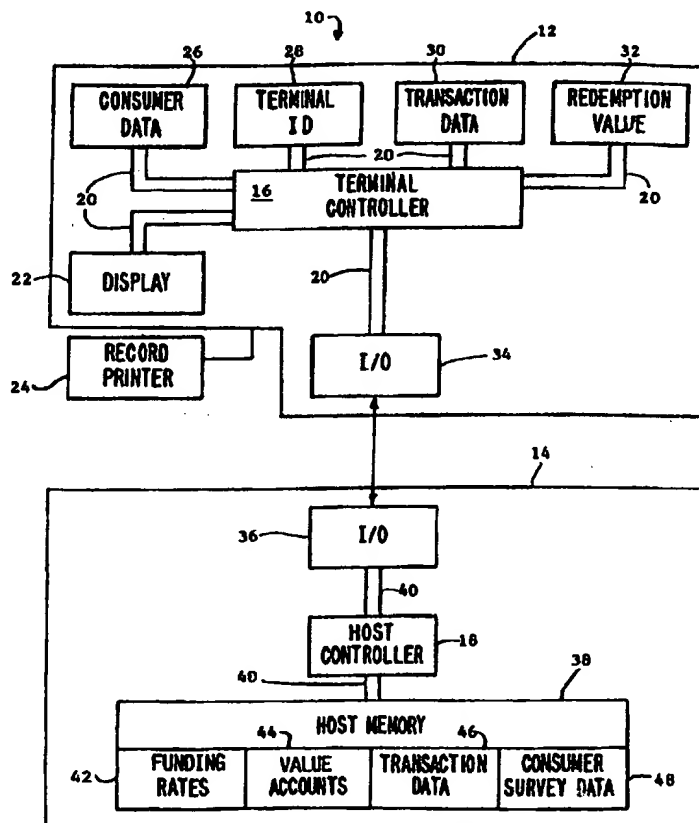 10
12
26
28
30
32
CONSUMER
DATA
TERMINAL
ID
TRANSACTION
DATA
REDEMPTION
VALUE
20
20
20
16
TERMINAL
CONTROLLER
20
22
DISPLAY
20
24
RECORD
PRINTER
I/O
34
14
36
I/O
40
HOST
CONTROLLER
18
40
38
HOST MEMORY
44
46
42
FUNDING
RATES
VALUE
ACCOUNTS
TRANSACTION
DATA
CONSUMER
SURVEY DATA
48